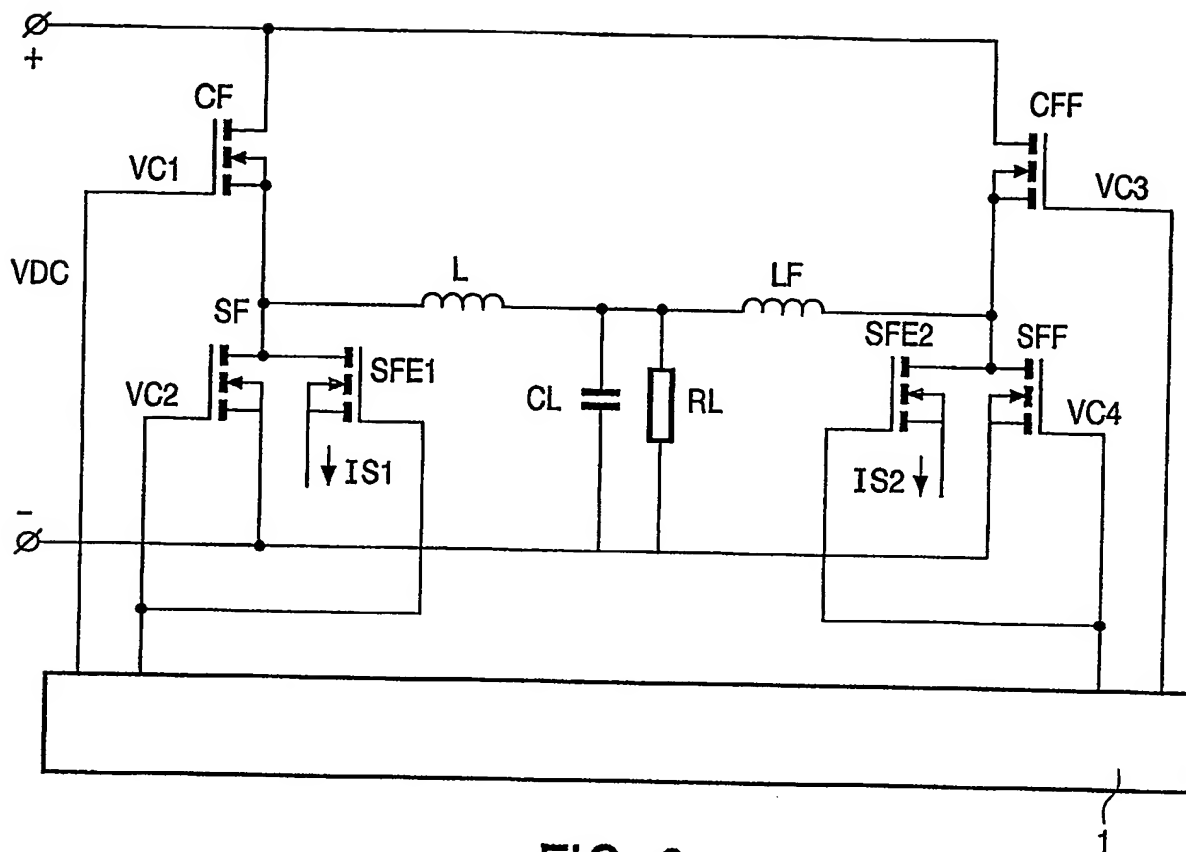 +
CF
CFF
VC1
VC3
VDC
L
LF
SF
SFE2
SFF
SFE1
VC2
CL
RL
VC4
IS1
IS2
-
1